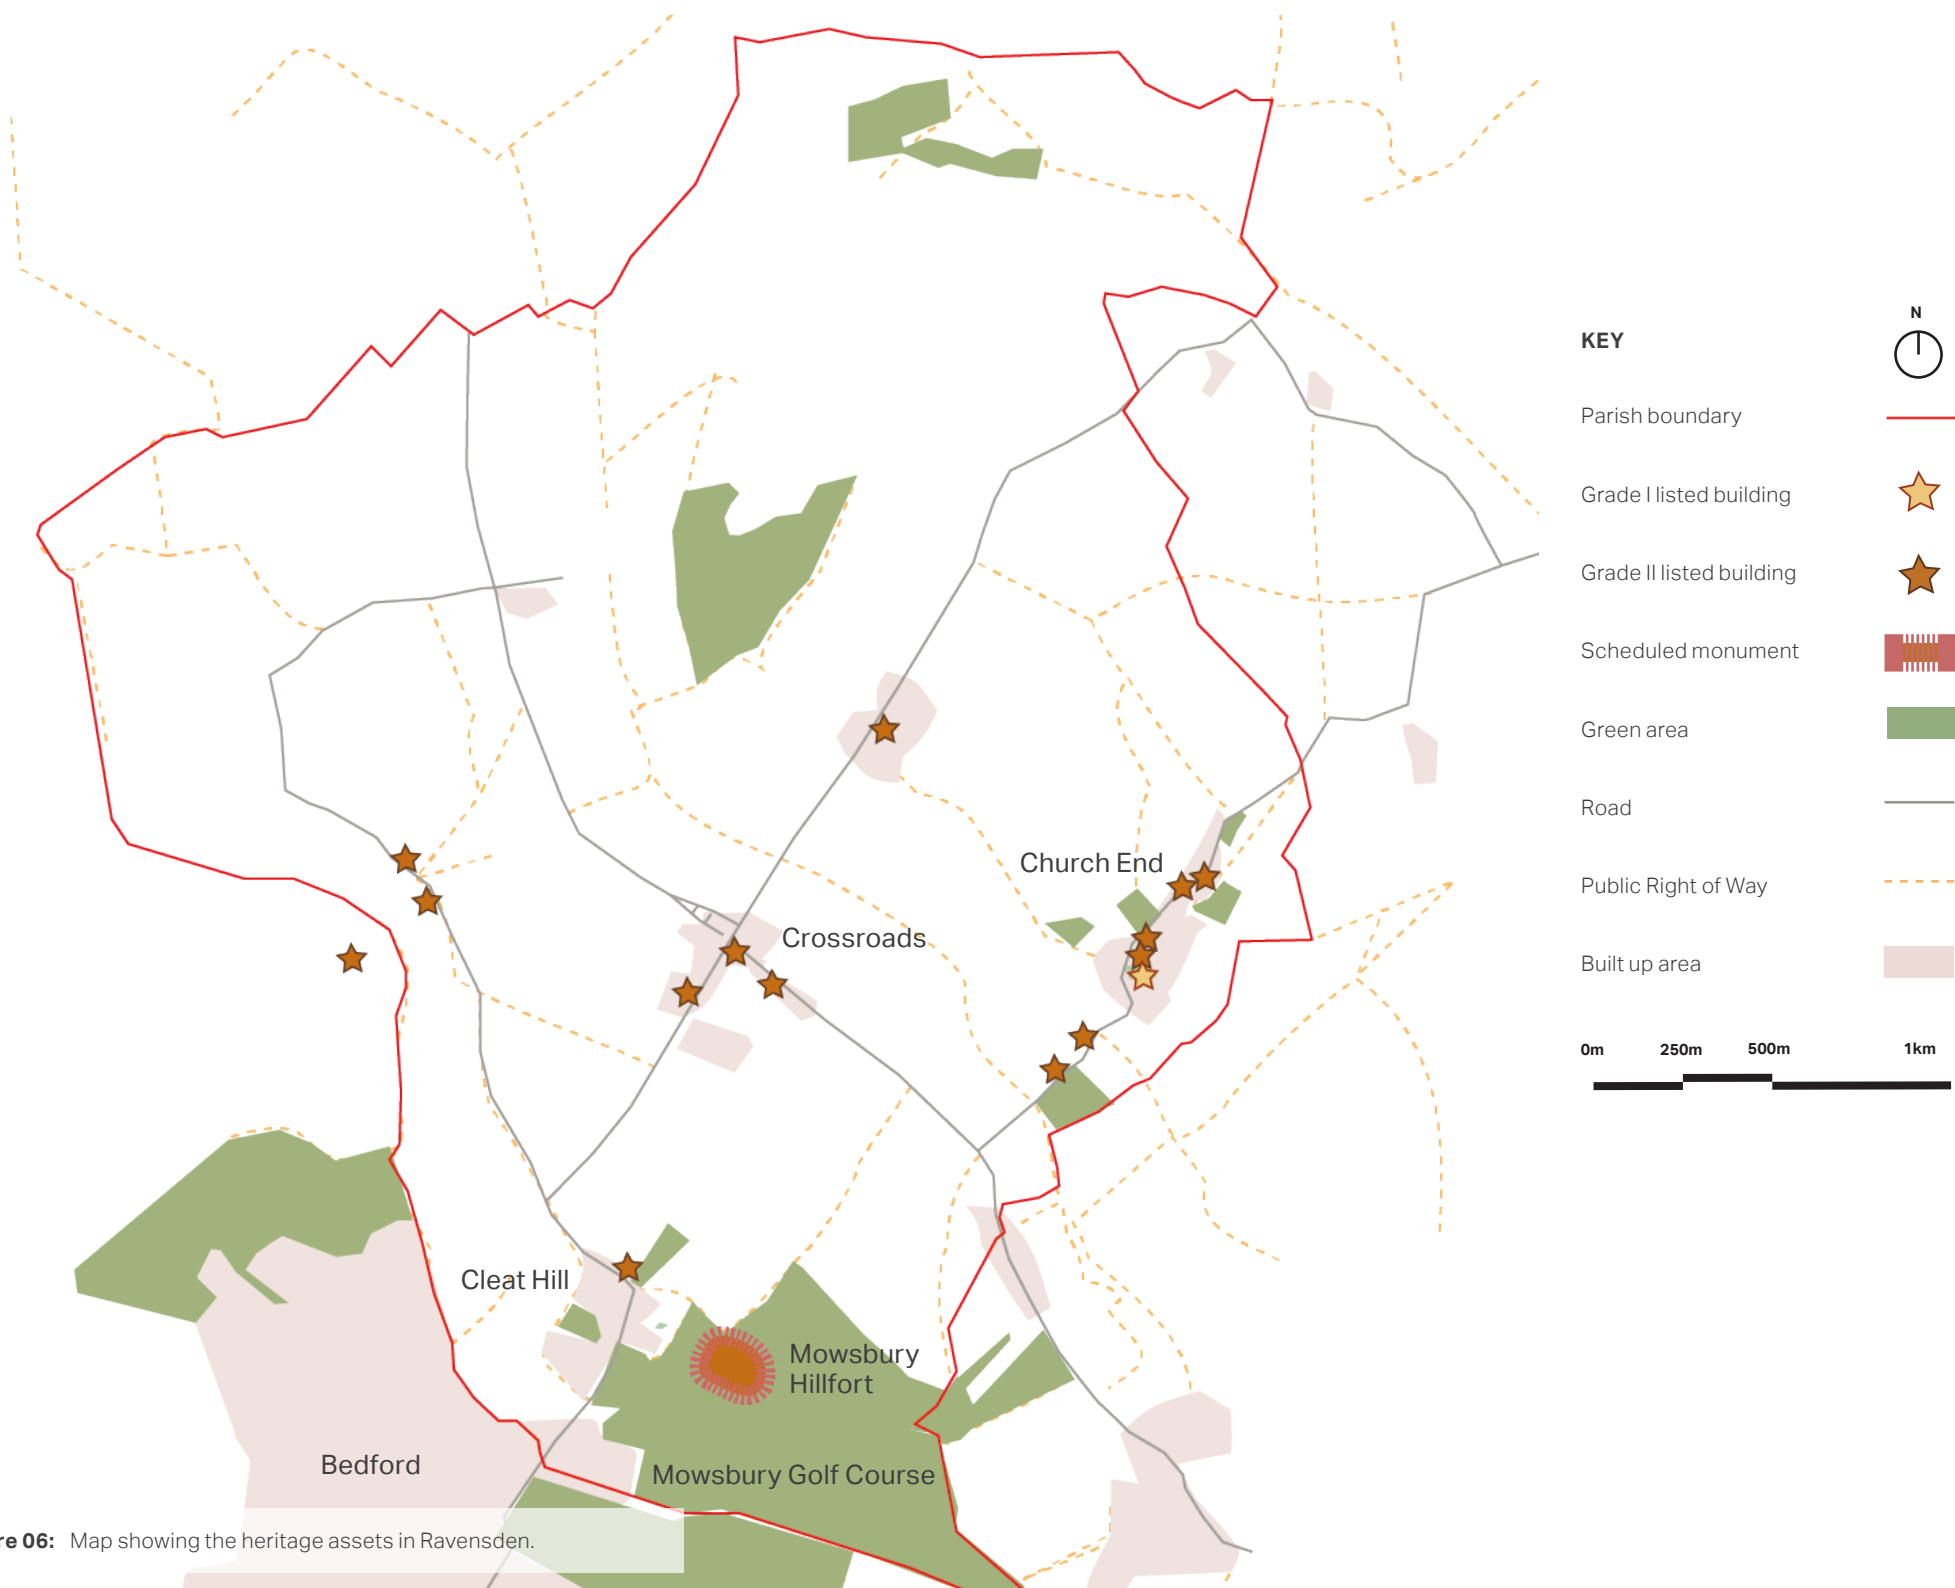 N
KEY
Parish boundary
Grade I listed building
Grade II listed building
Scheduled monument
Green area
Road
Public Right of Way
Built up area
0m 250m 500m 1km
Church End
Crossroads
Cleat Hill
Mowsbury
Hillfort
Bedford
Mowsbury Golf Course
re 06: Map showing the heritage assets in Ravensden.